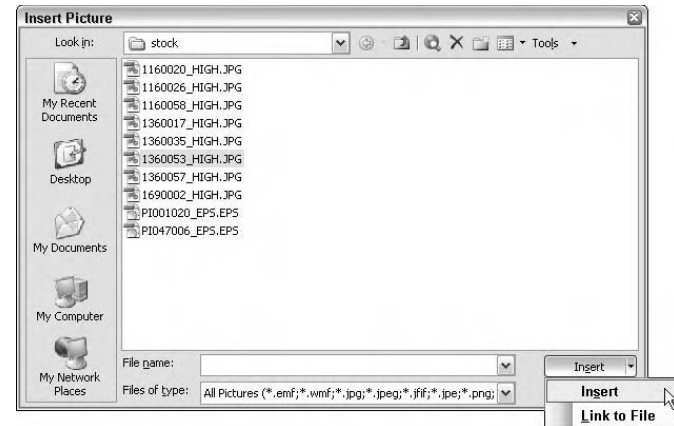 Insert Picture
Look in: stock Tools
My Recent Documents
Desktop
My Documents
My Computer
My Network Places
1160020_HIGH.JPG
1160026_HIGH.JPG
1160058_HIGH.JPG
1360017_HIGH.JPG
1360035_HIGH.JPG
1360053_HIGH.JPG
1360057_HIGH.JPG
1690002_HIGH.JPG
PI001020_EPS.EPS
PI047006_EPS.EPS
File name:
Insert
Files of type: All Pictures (*.emf;*.wmf;*.jpg;*.jpeg;*.jfif;*.jpe;*.png;
Insert
Link to File